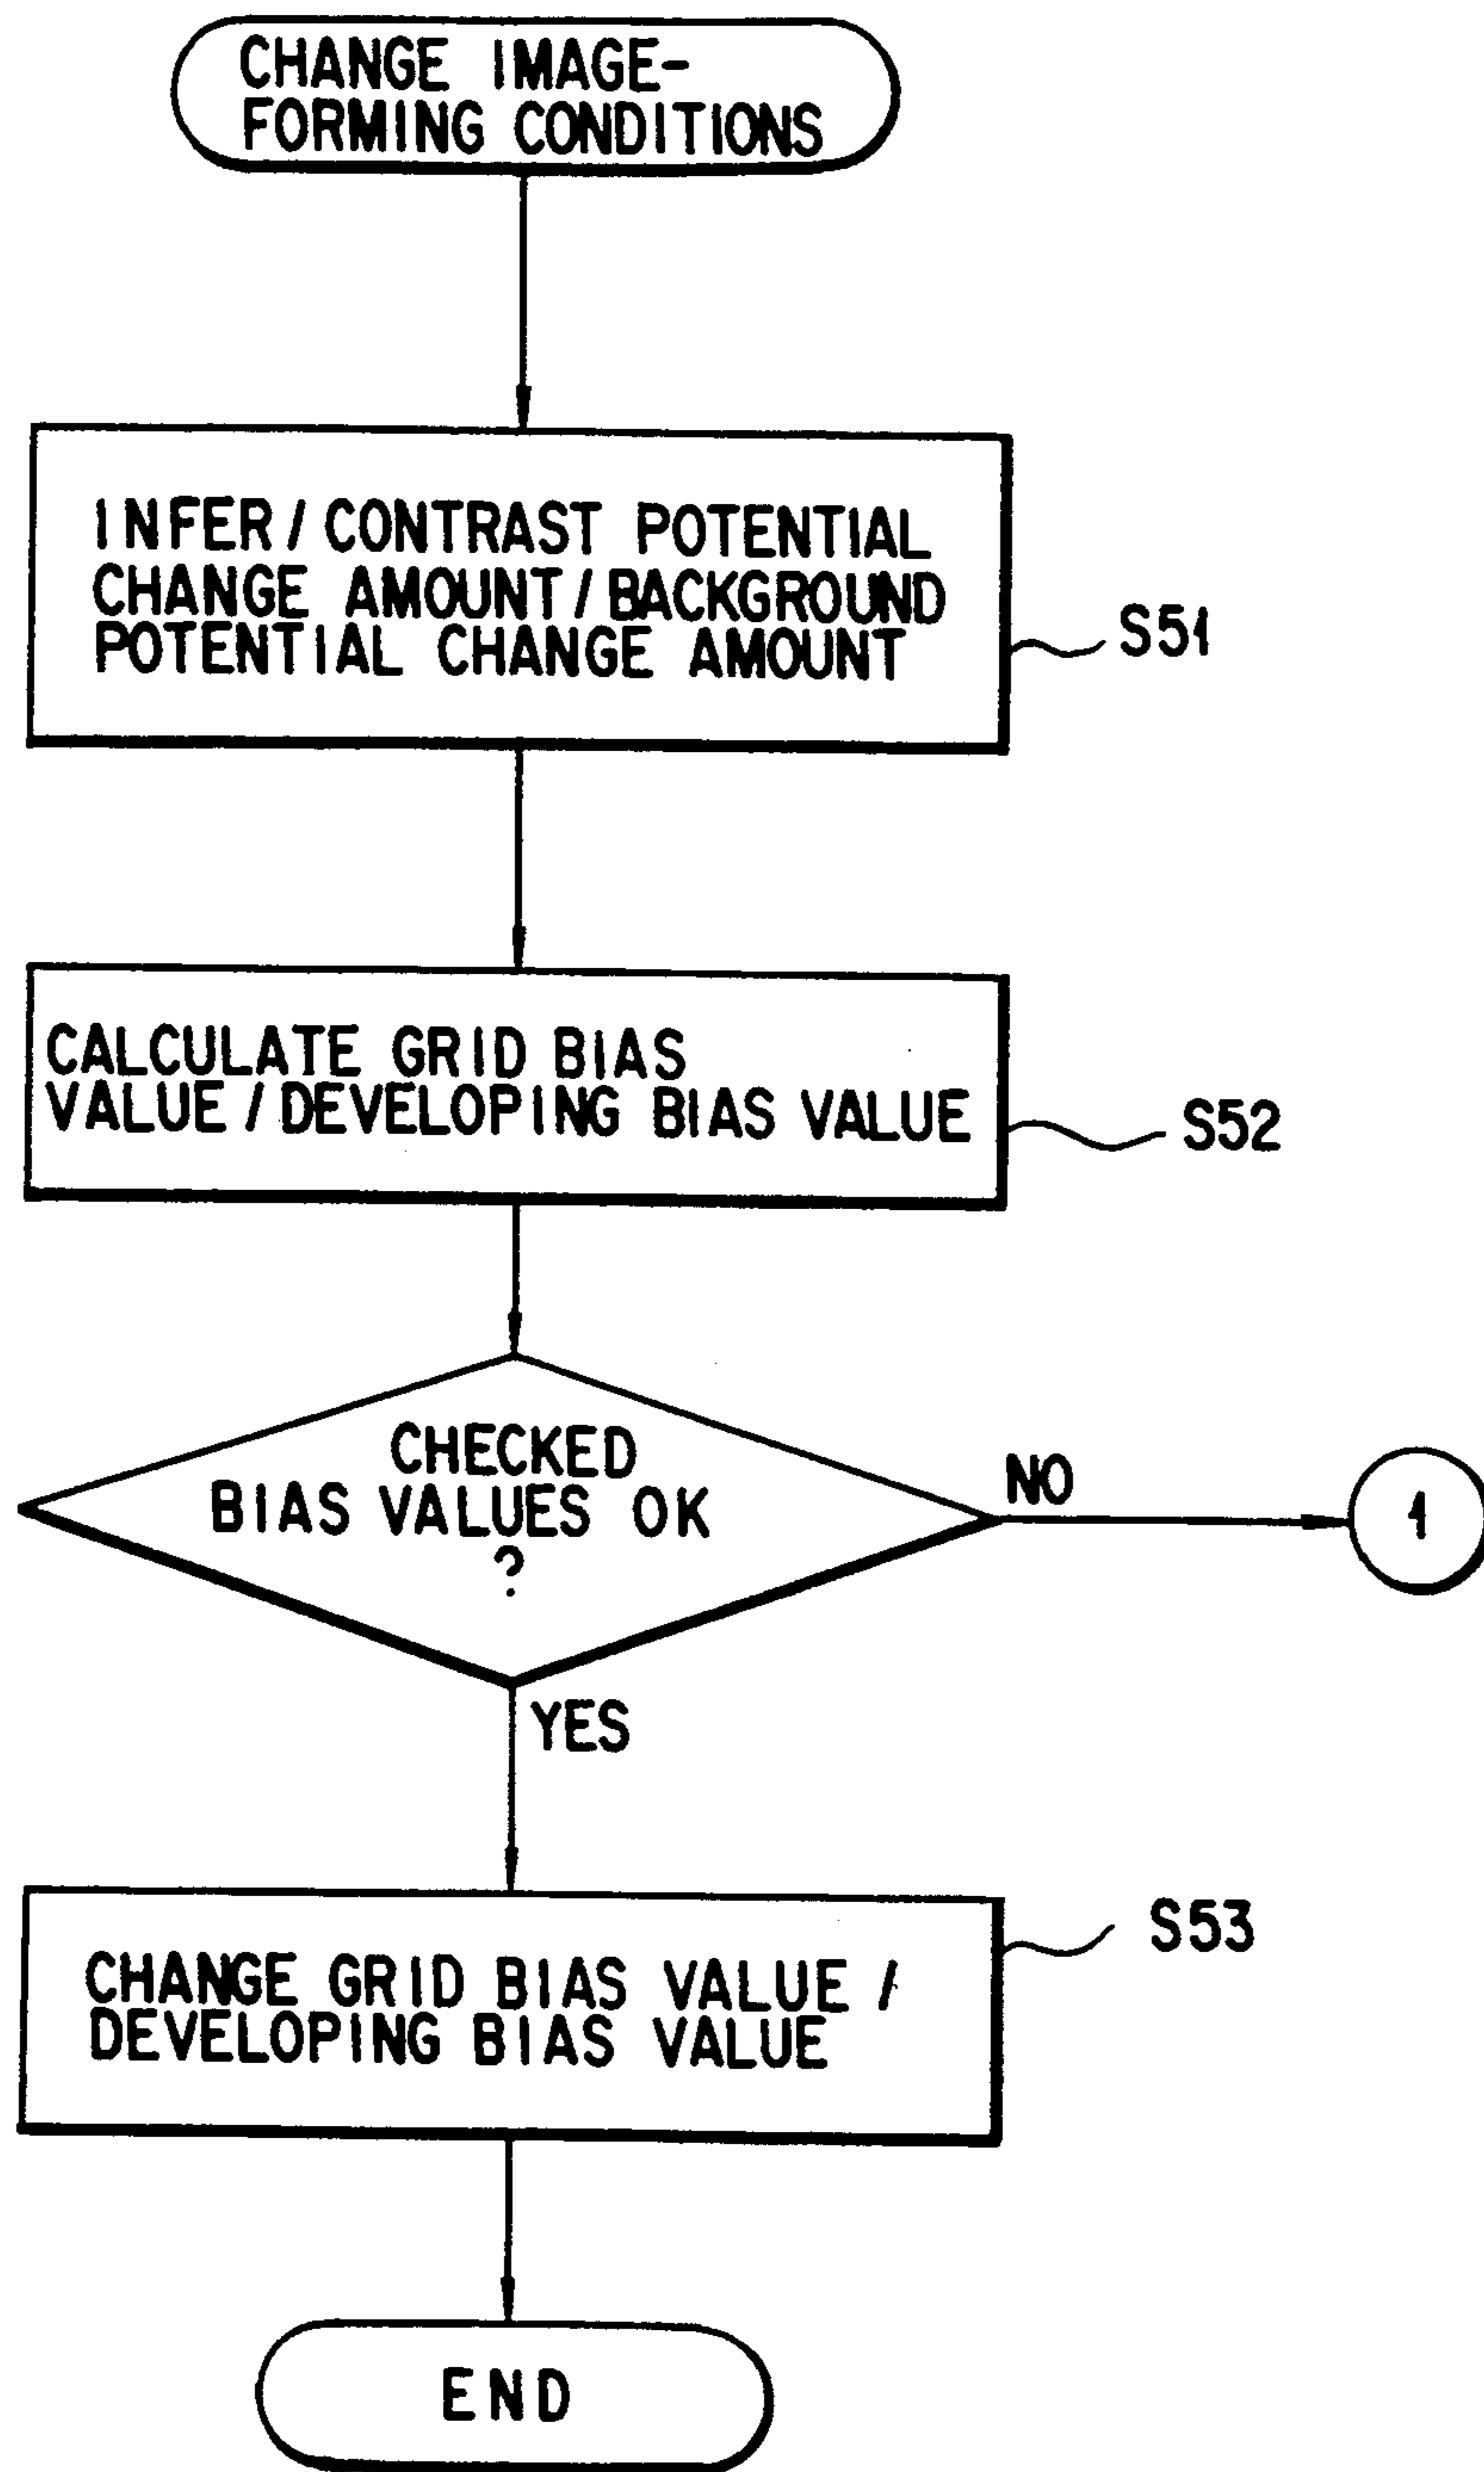 CHANGE IMAGE-
FORMING CONDITIONS
INFER / CONTRAST POTENTIAL
CHANGE AMOUNT / BACKGROUND
POTENTIAL CHANGE AMOUNT
S51
CALCULATE GRID BIAS
VALUE / DEVELOPING BIAS VALUE
S52
CHECKED
BIAS VALUES OK
?
NO
1
YES
CHANGE GRID BIAS VALUE /
DEVELOPING BIAS VALUE
S53
END